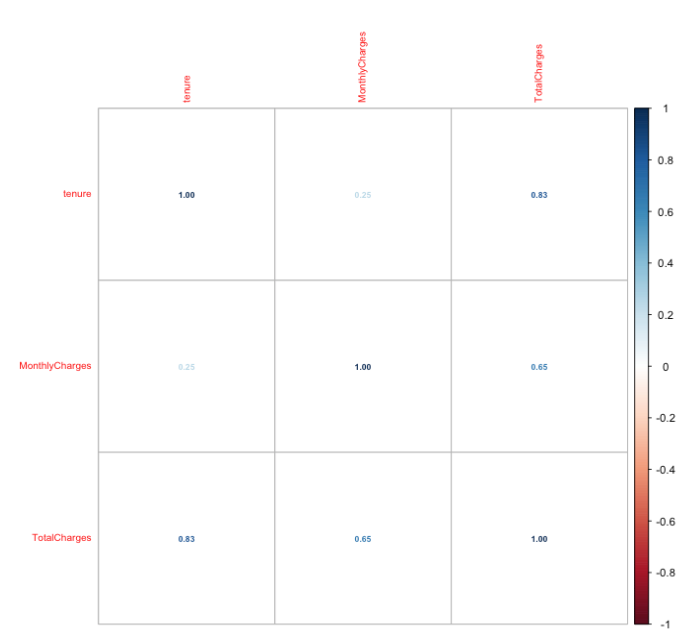 tenure
MonthlyCharges
TotalCharges
tenure 1.00 0.25 0.83
MonthlyCharges 0.25 1.00 0.65
TotalCharges 0.83 0.65 1.00
1
0.8
0.6
0.4
0.2
0
-0.2
-0.4
-0.6
-0.8
-1